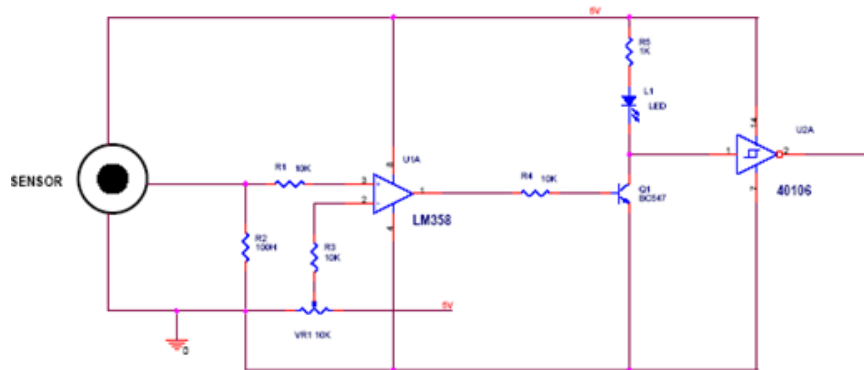 5V
R5
1K
L1
LED
14
U2A
1
2
7
40106
SENSOR
R1 10K
3
2
8
U1A
1
4
LM358
R4 10K
Q1
BC547
R2
100H
R3
10K
VR1 10K
5V
0